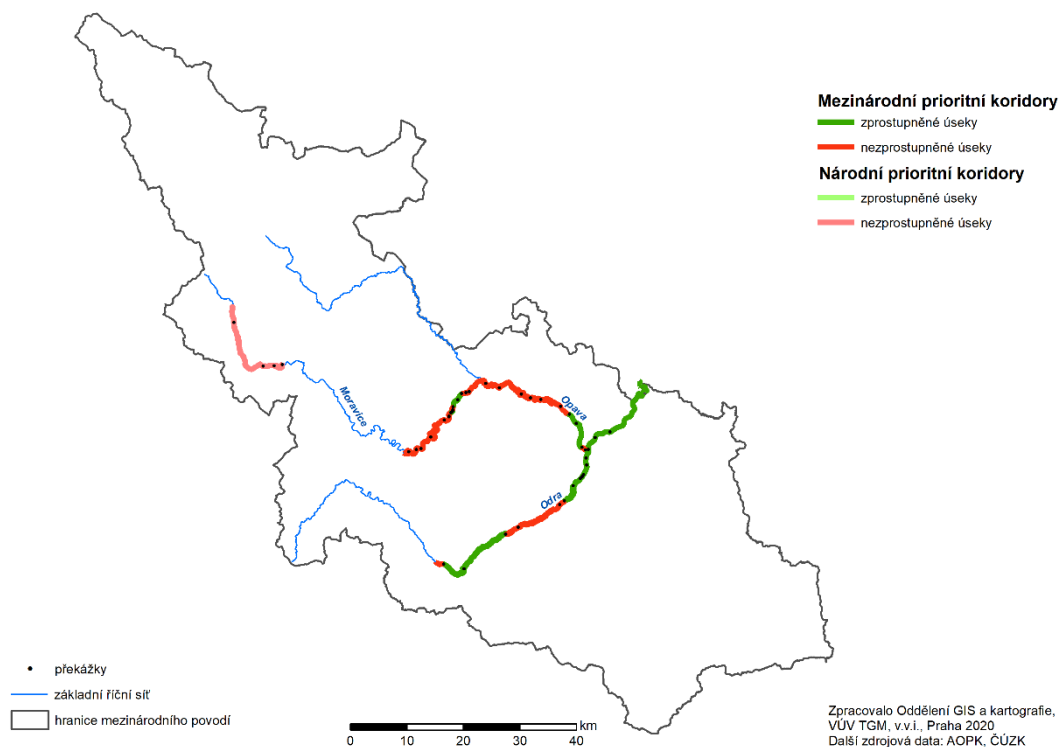 Mezinárodní prioritní koridory
zprostupněné úseky
nezprostupněné úseky
Národní prioritní koridory
zprostupněné úseky
nezprostupněné úseky
Moravice
Opava
Odra
překážky
základní říční síť
hranice mezinárodního povodí
km
0 10 20 30 40
Zpracovalo Oddělení GIS a kartografie,
VÚV TGM, v.v.i., Praha 2020
Další zdrojová data: AOPK, ČÚZK